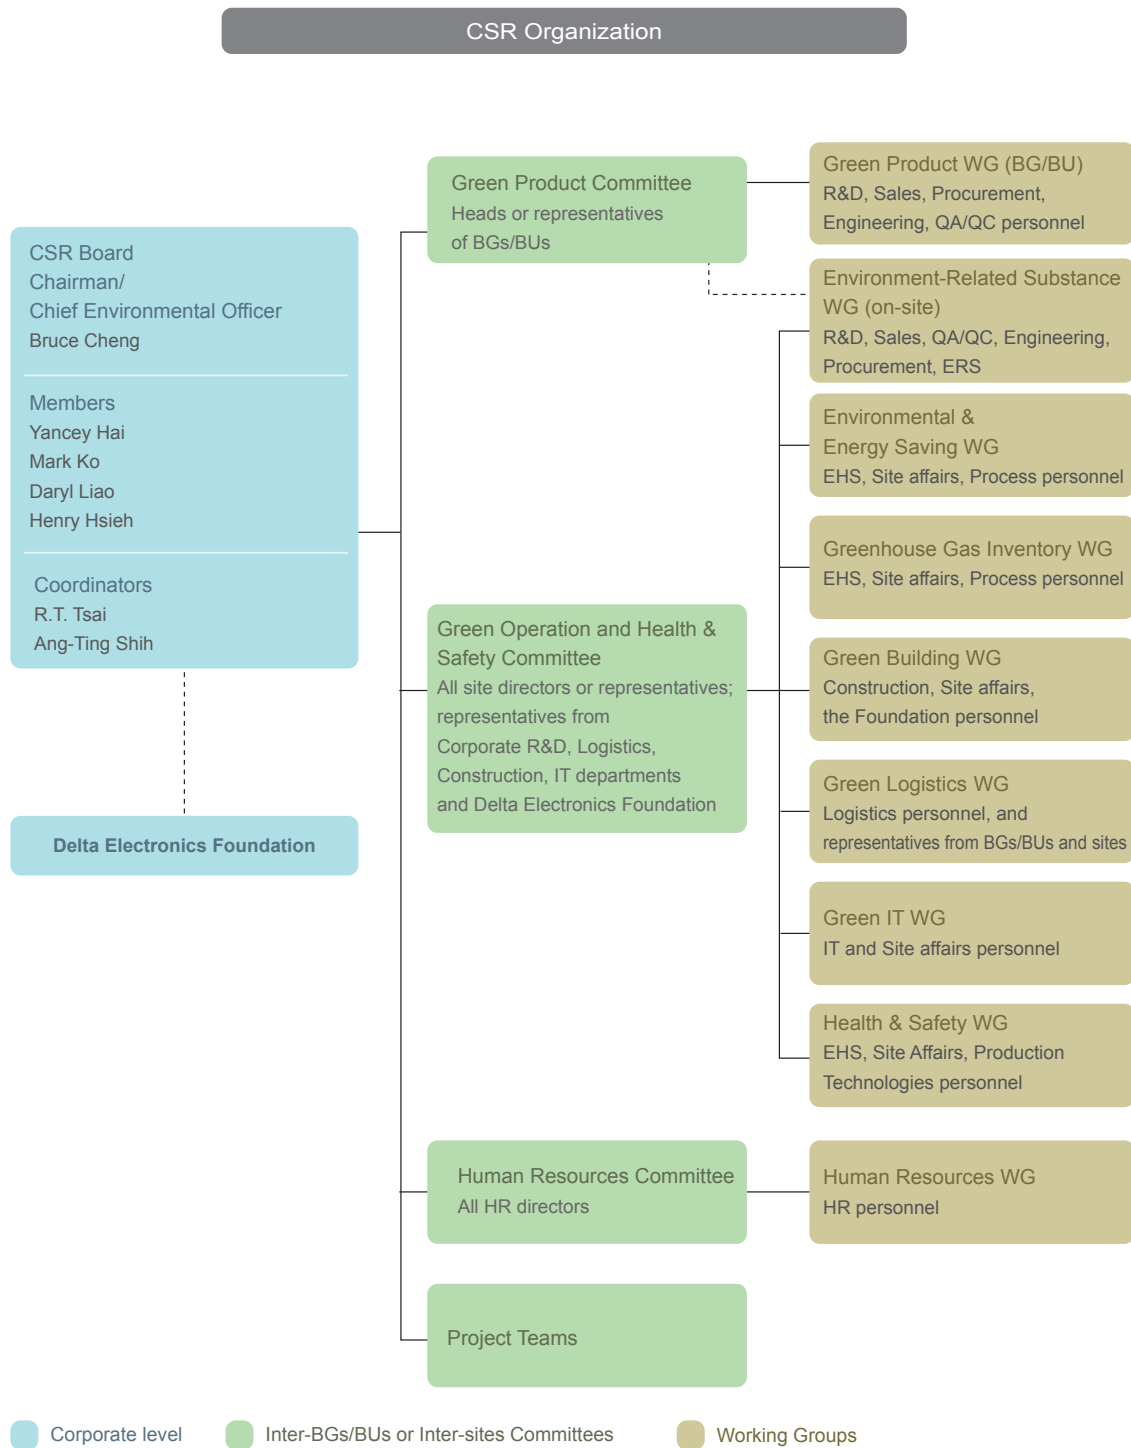 CSR Organization
CSR Board
Chairman/
Chief Environmental Officer
Bruce Cheng
Members
Yancey Hai
Mark Ko
Daryl Liao
Henry Hsieh
Coordinators
R.T. Tsai
Ang-Ting Shih
Delta Electronics Foundation
Green Product Committee
Heads or representatives
of BGs/BUs
Green Operation and Health &
Safety Committee
All site directors or representatives;
representatives from
Corporate R&D, Logistics,
Construction, IT departments
and Delta Electronics Foundation
Human Resources Committee
All HR directors
Project Teams
Green Product WG (BG/BU)
R&D, Sales, Procurement,
Engineering, QA/QC personnel
Environment-Related Substance
WG (on-site)
R&D, Sales, QA/QC, Engineering,
Procurement, ERS
Environmental &
Energy Saving WG
EHS, Site affairs, Process personnel
Greenhouse Gas Inventory WG
EHS, Site affairs, Process personnel
Green Building WG
Construction, Site affairs,
the Foundation personnel
Green Logistics WG
Logistics personnel, and
representatives from BGs/BUs and sites
Green IT WG
IT and Site affairs personnel
Health & Safety WG
EHS, Site Affairs, Production
Technologies personnel
Human Resources WG
HR personnel
Corporate level
Inter-BGs/BUs or Inter-sites Committees
Working Groups